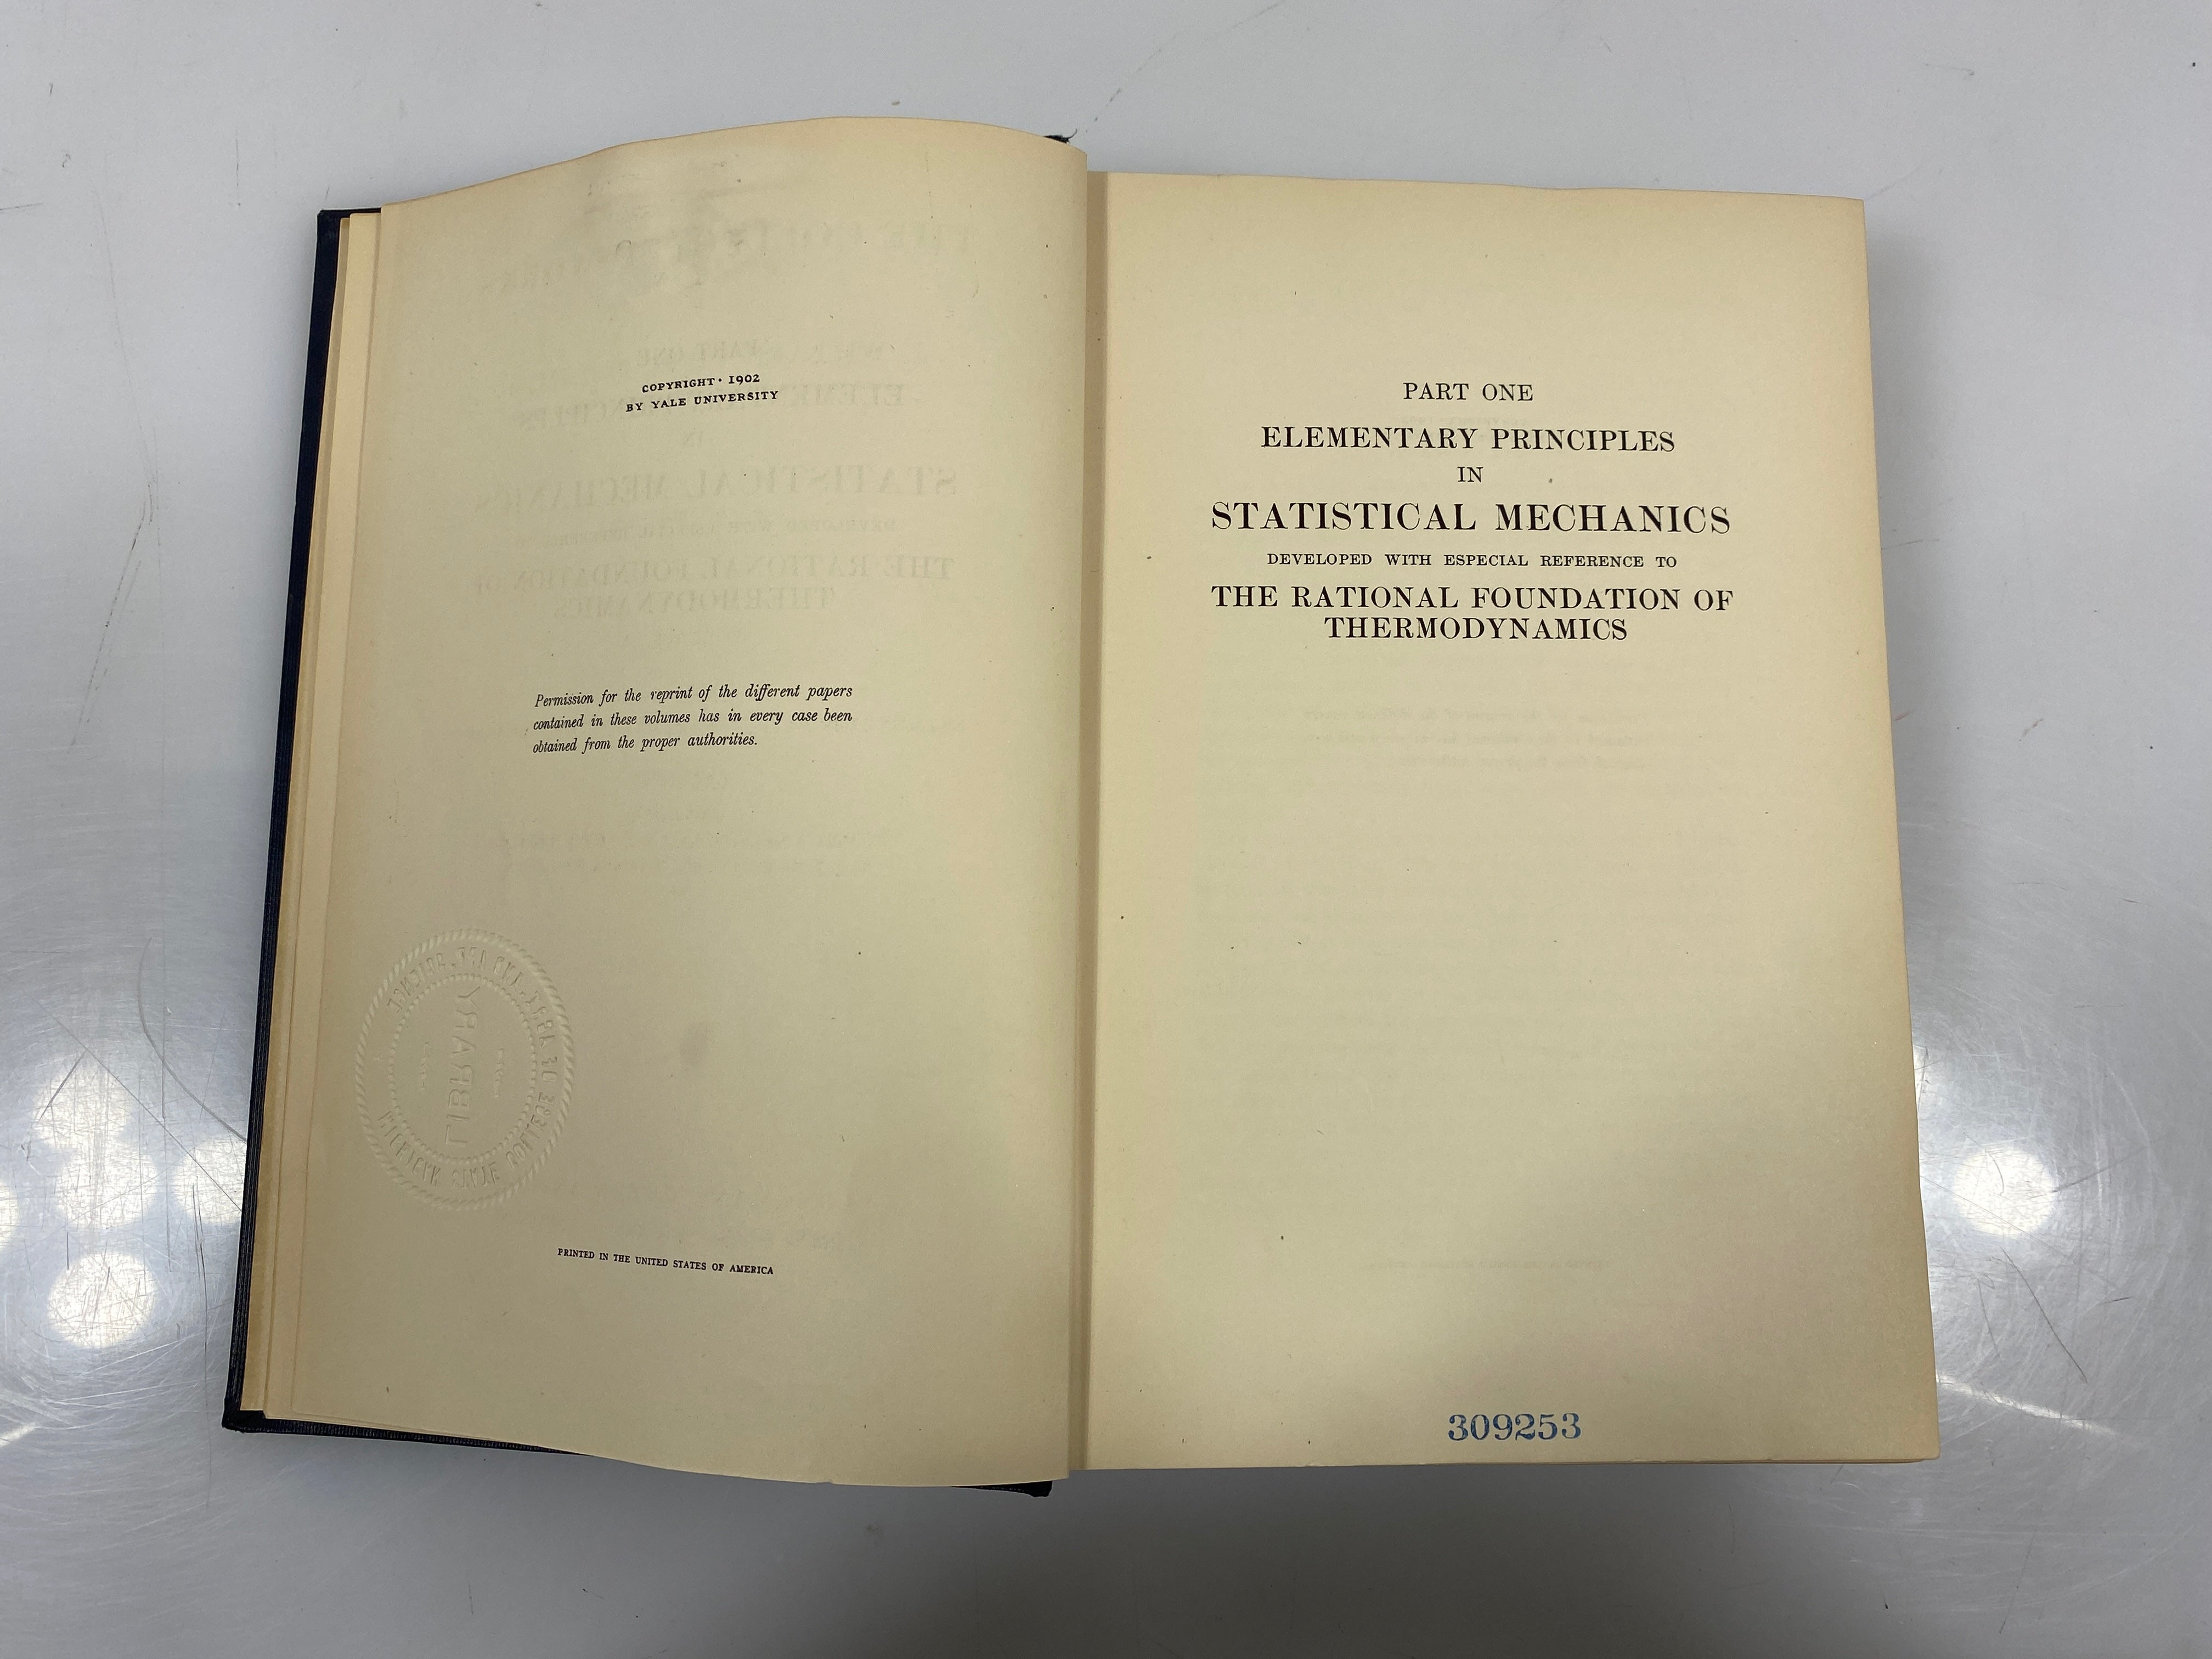 COPYRIGHT · 1902
BY YALE UNIVERSITY
Permission for the reprint of the different papers
contained in these volumes has in every case been
obtained from the proper authorities.
LIBRARY
PRINTED IN THE UNITED STATES OF AMERICA
PART ONE
ELEMENTARY PRINCIPLES
IN
STATISTICAL MECHANICS
DEVELOPED WITH ESPECIAL REFERENCE TO
THE RATIONAL FOUNDATION OF
THERMODYNAMICS
309253